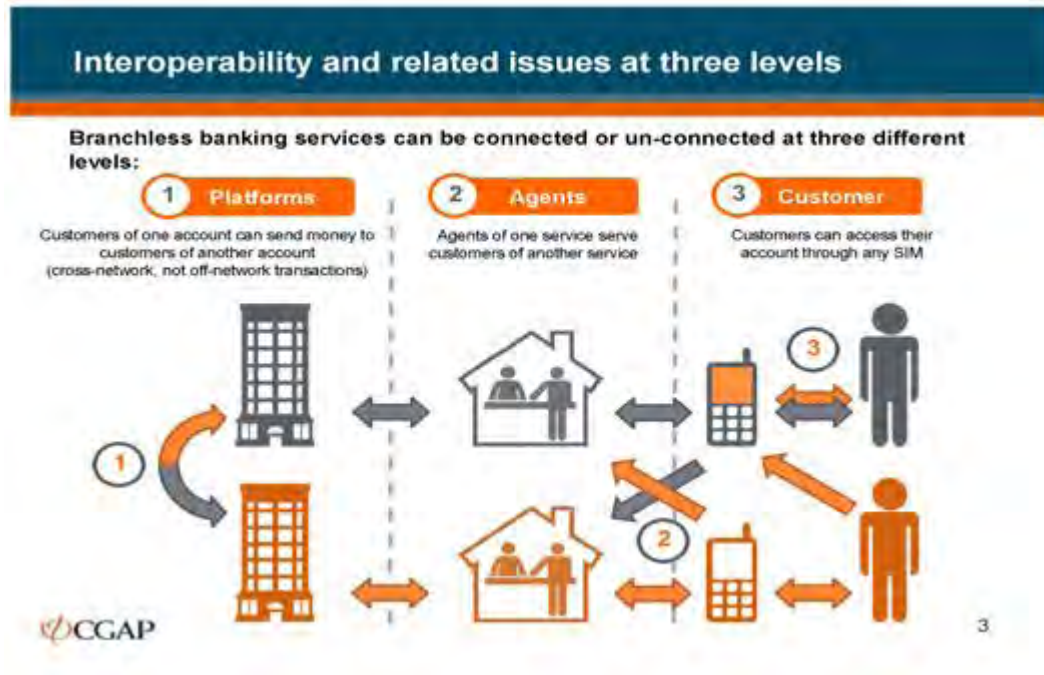 Interoperability and related issues at three levels
Branchless banking services can be connected or un-connected at three different
levels:
1 Platforms
Customers of one account can send money to
customers of another account
(cross-network, not off-network transactions)
2 Agents
Agents of one service serve
customers of another service
3 Customer
Customers can access their
account through any SIM
3
1
2
CGAP
3